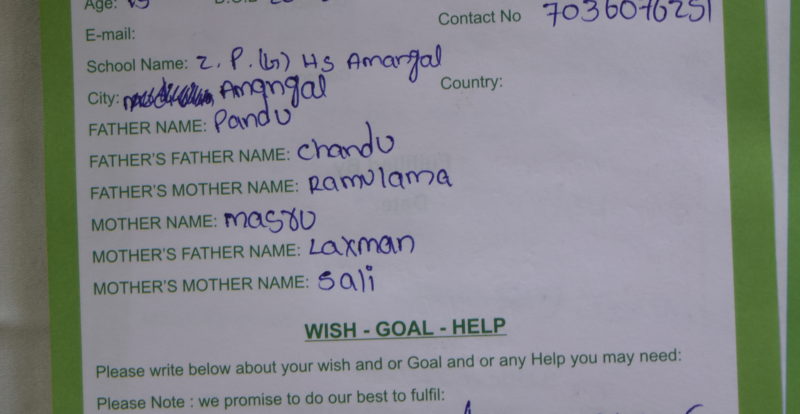 Age: 15
Contact No 7036076251
E-mail:
School Name: Z. P. (G) HS Amangal
City: Amangal Country:
FATHER NAME: Pandu
FATHER'S FATHER NAME: Chandu
FATHER'S MOTHER NAME: Ramulama
MOTHER NAME: masru
MOTHER'S FATHER NAME: Laxman
MOTHER'S MOTHER NAME: Sali
WISH - GOAL - HELP
Please write below about your wish and or Goal and or any Help you may need:
Please Note : we promise to do our best to fulfil: